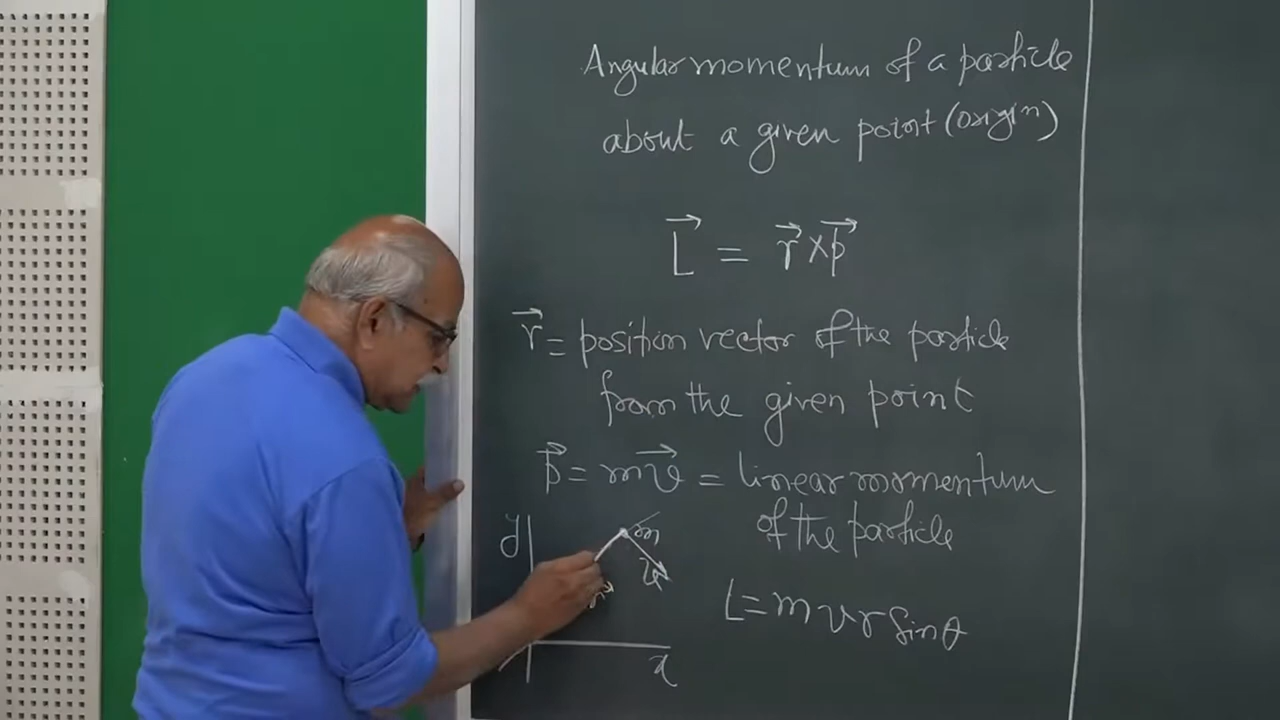 Angular momentum of a particle
about a given point (origin)
L⃗ = r⃗ × p⃗
r⃗ = position vector of the particle
from the given point
p⃗ = mv⃗ = linear momentum
of the particle
y
m
v⃗
r⃗
x
L = m v r sin θ